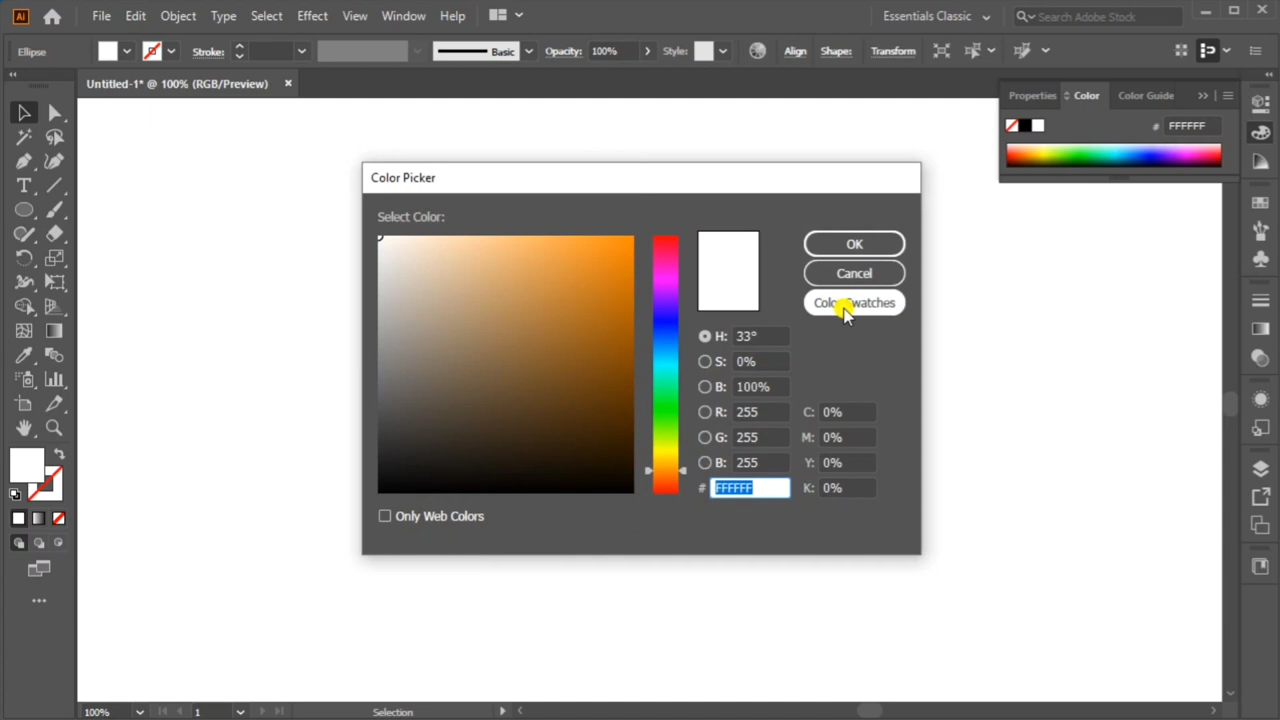 Ai File Edit Object Type Select Effect View Window Help Essentials Classic Search Adobe Stock
Ellipse Stroke: Basic Opacity: 100% Style: Align Shape: Transform
Untitled-1* @ 100% (RGB/Preview)
Properties Color Color Guide
# FFFFFF
Color Picker
Select Color:
OK
Cancel
Color Swatches
H: 33°
S: 0%
B: 100%
R: 255 C: 0%
G: 255 M: 0%
B: 255 Y: 0%
# FFFFFF K: 0%
Only Web Colors
100% 1 Selection